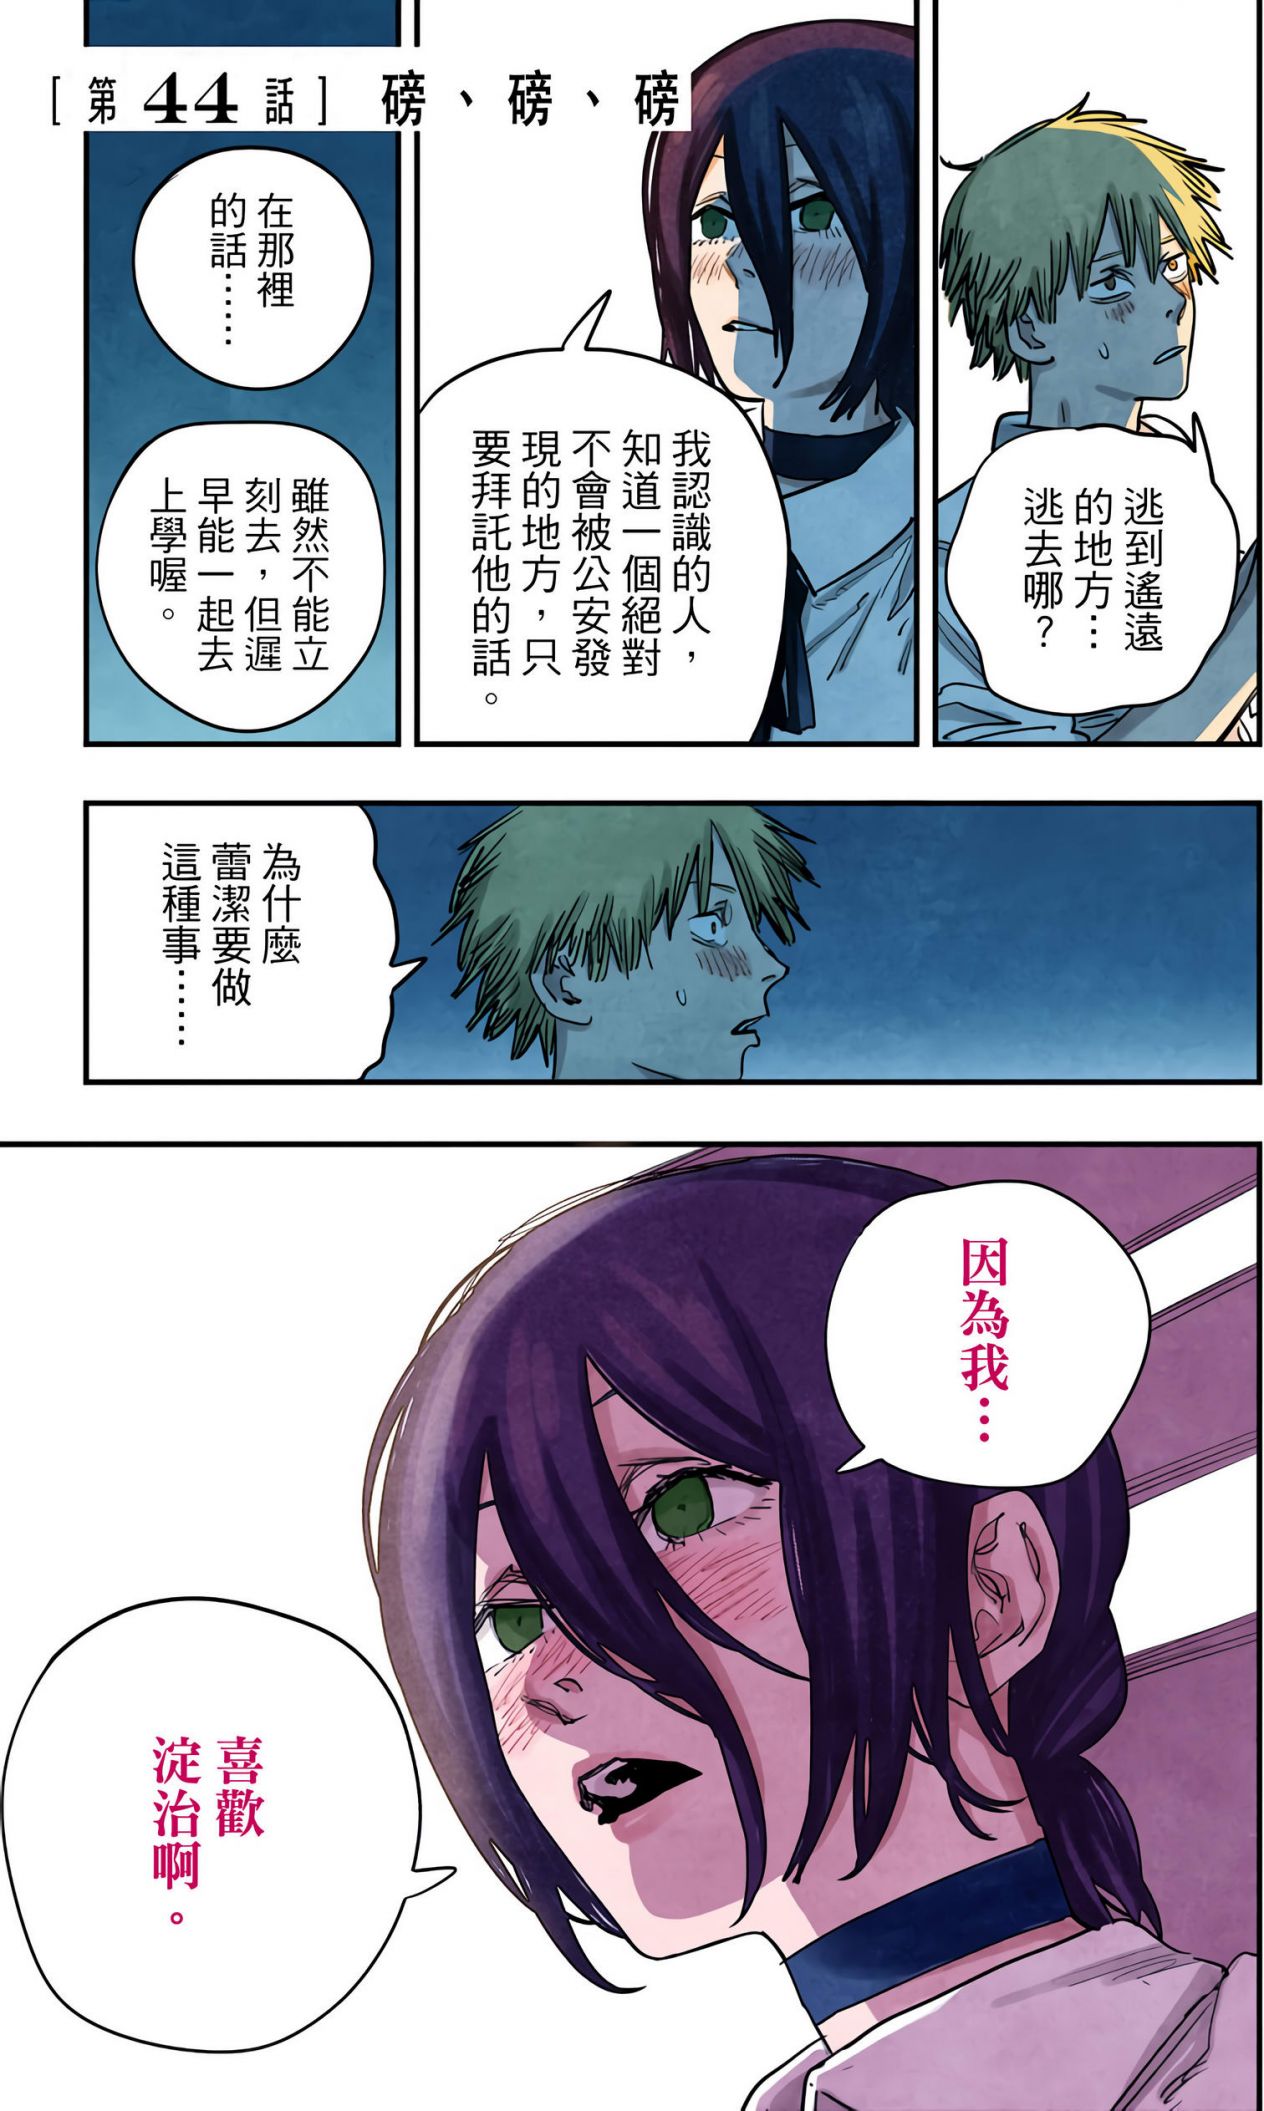 [第44話] 磅、磅、磅
逃到遙遠
的地方…
逃去哪？
我認識的人，
知道一個絕對
不會被公安發
現的地方，只
要拜託他的話。
在那裡
的話……
雖然不能立
刻去，但遲
早能一起去
上學喔。
為什麼
蕾潔要做
這種事……
因為我…
喜歡
淀治啊。